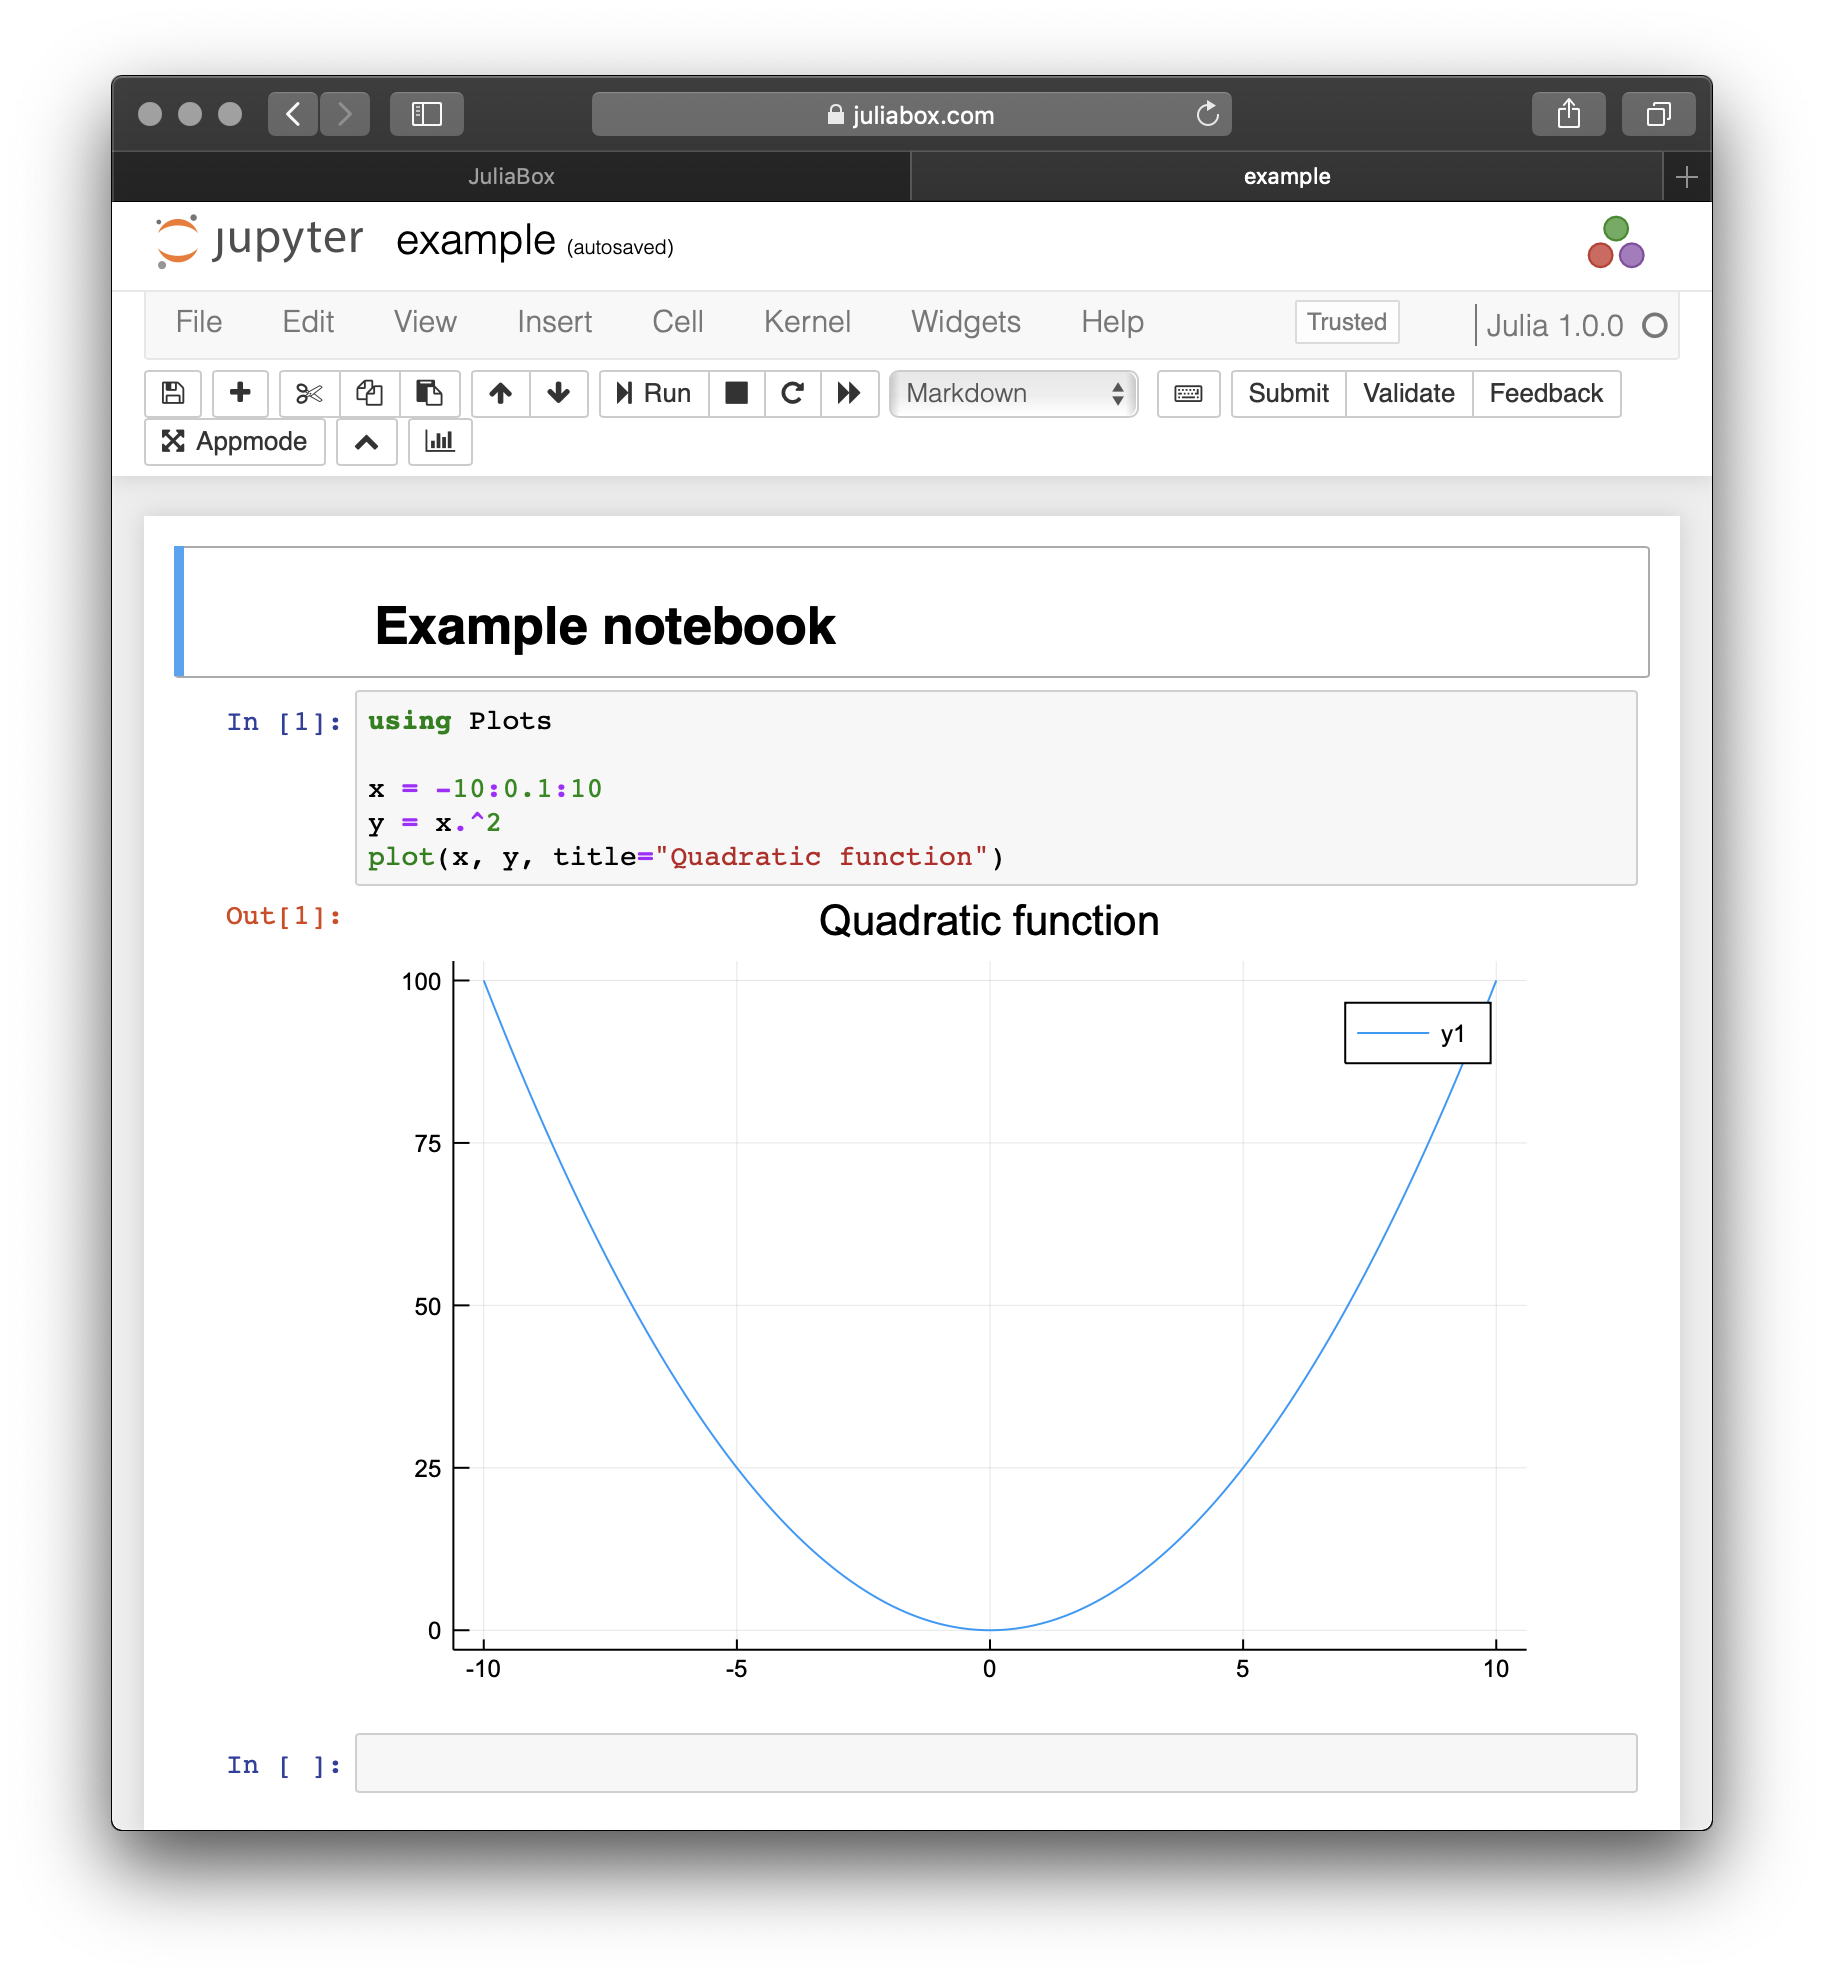 juliabox.com
JuliaBox
example
jupyter example (autosaved)
File Edit View Insert Cell Kernel Widgets Help Trusted Julia 1.0.0
Run Markdown Submit Validate Feedback
Appmode
Example notebook
In [1]: using Plots
x = -10:0.1:10
y = x.^2
plot(x, y, title="Quadratic function")
Out[1]:
Quadratic function
100
y1
75
50
25
0
-10 -5 0 5 10
In [ ]: